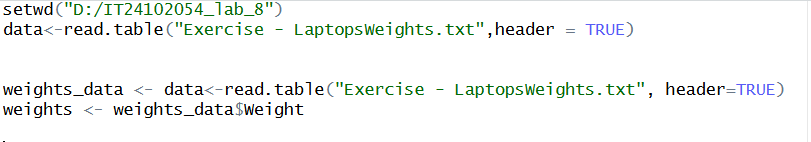 setwd("D:/IT24102054_lab_8")
data<-read.table("Exercise - LaptopsWeights.txt",header = TRUE)
weights_data <- data<-read.table("Exercise - LaptopsWeights.txt", header=TRUE)
weights <- weights_data$Weight